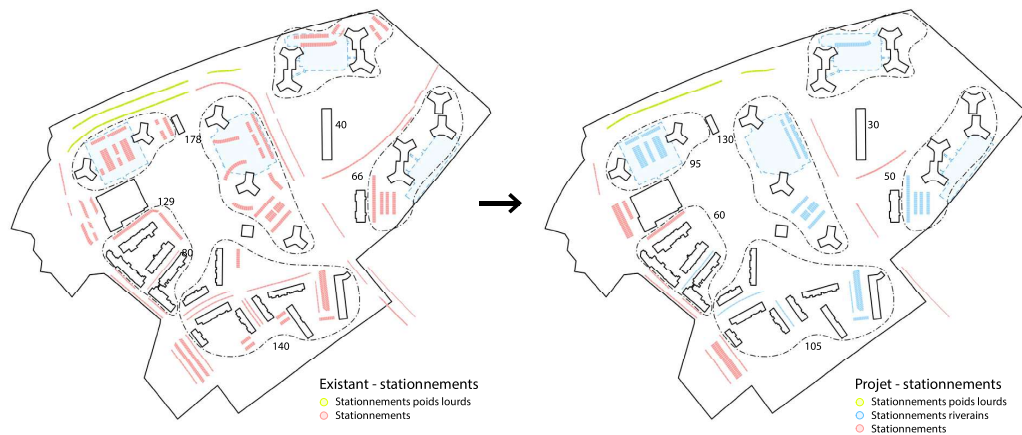 40
178
66
129
80
140
Existant - stationnements
Stationnements poids lourds
Stationnements
30
130
95
50
60
105
Projet - stationnements
Stationnements poids lourds
Stationnements riverains
Stationnements